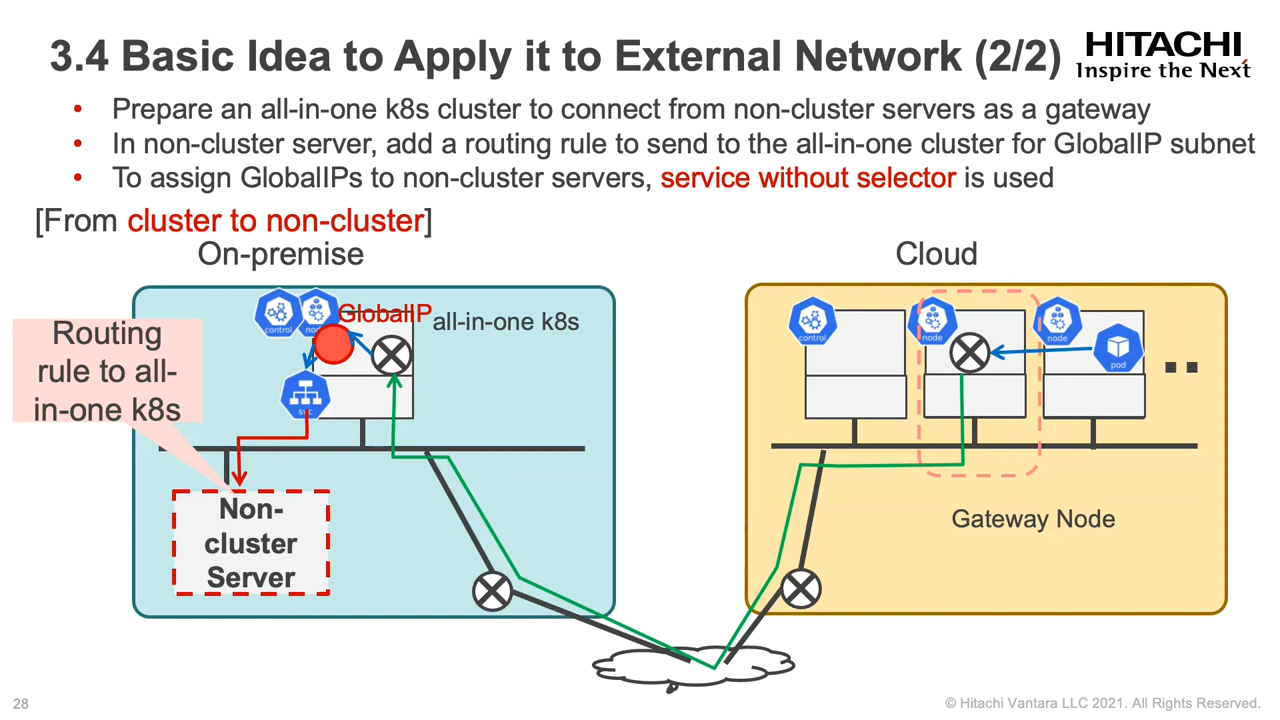 3.4 Basic Idea to Apply it to External Network (2/2)
HITACHI
Inspire the Next
• Prepare an all-in-one k8s cluster to connect from non-cluster servers as a gateway
• In non-cluster server, add a routing rule to send to the all-in-one cluster for GlobalIP subnet
• To assign GlobalIPs to non-cluster servers, service without selector is used
[From cluster to non-cluster]
On-premise
Cloud
GlobalIP
all-in-one k8s
control
node
svc
Routing
rule to all-
in-one k8s
Non-
cluster
Server
control
node
node
pod
Gateway Node
28
© Hitachi Vantara LLC 2021. All Rights Reserved.